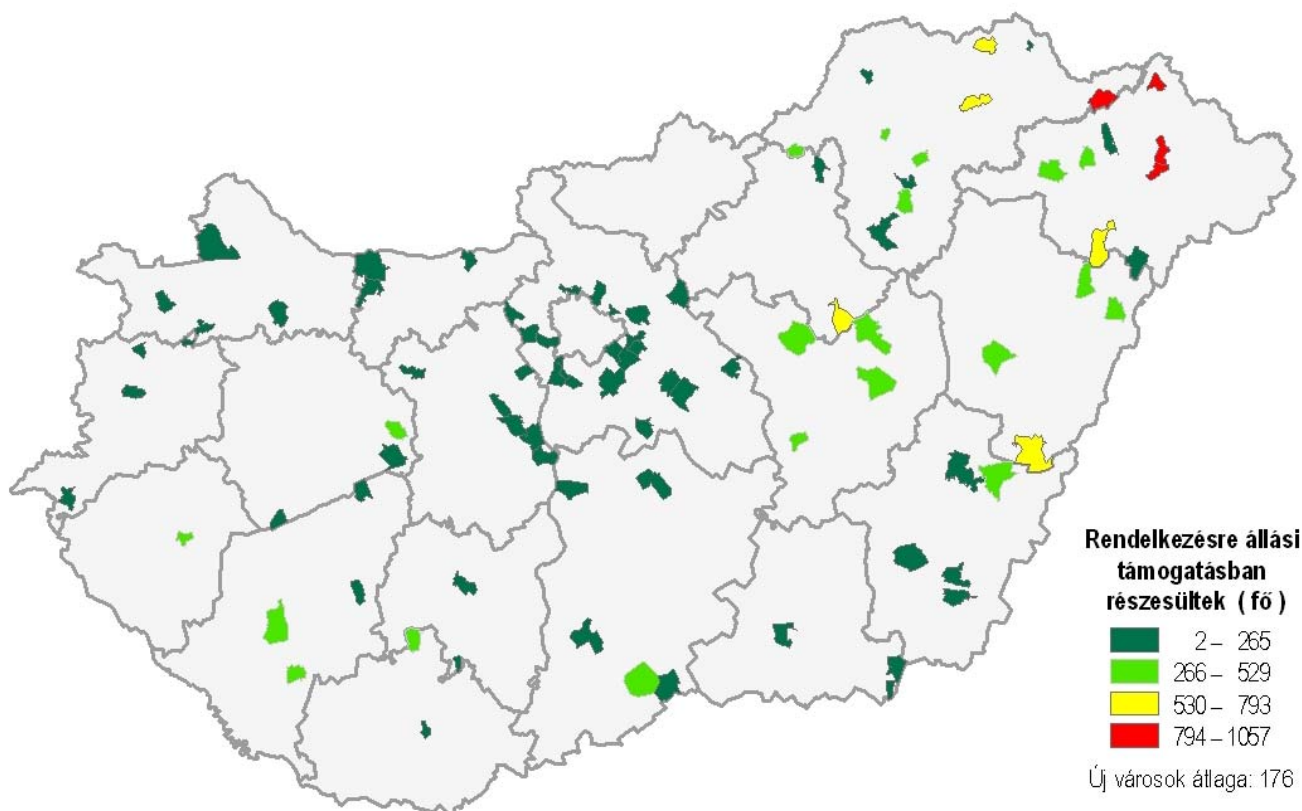 Rendelkezésre állási
támogatásban
részesültek ( fő )
2 – 265
266 – 529
530 – 793
794 – 1057
Új városok átlaga: 176